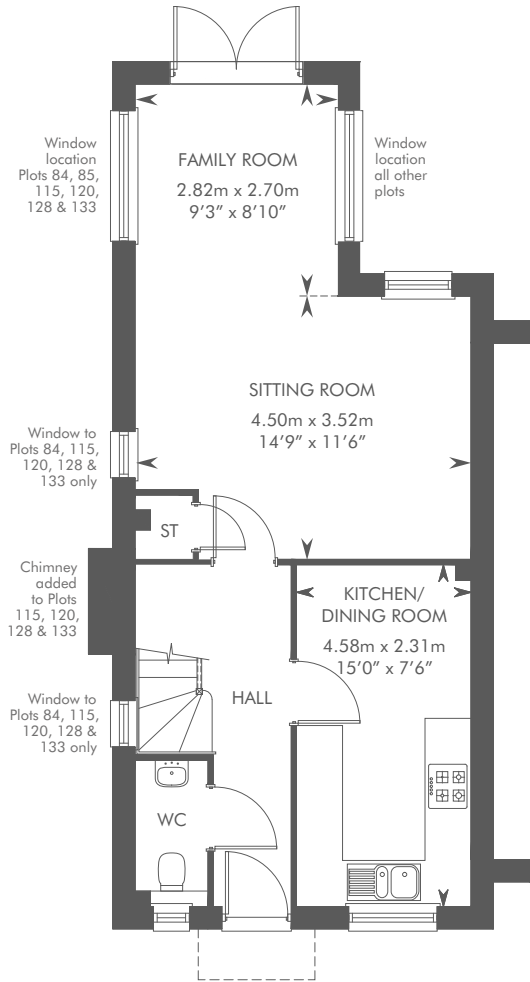 Window
location
Plots 84, 85,
115, 120,
128 & 133
FAMILY ROOM
2.82m x 2.70m
9’3” x 8’10”
Window
location
all other
plots
SITTING ROOM
4.50m x 3.52m
14’9” x 11’6”
Window to
Plots 84, 115,
120, 128 &
133 only
ST
Chimney
added
to Plots
115, 120,
128 & 133
KITCHEN/
DINING ROOM
4.58m x 2.31m
15’0” x 7’6”
Window to
Plots 84, 115,
120, 128 &
133 only
HALL
WC